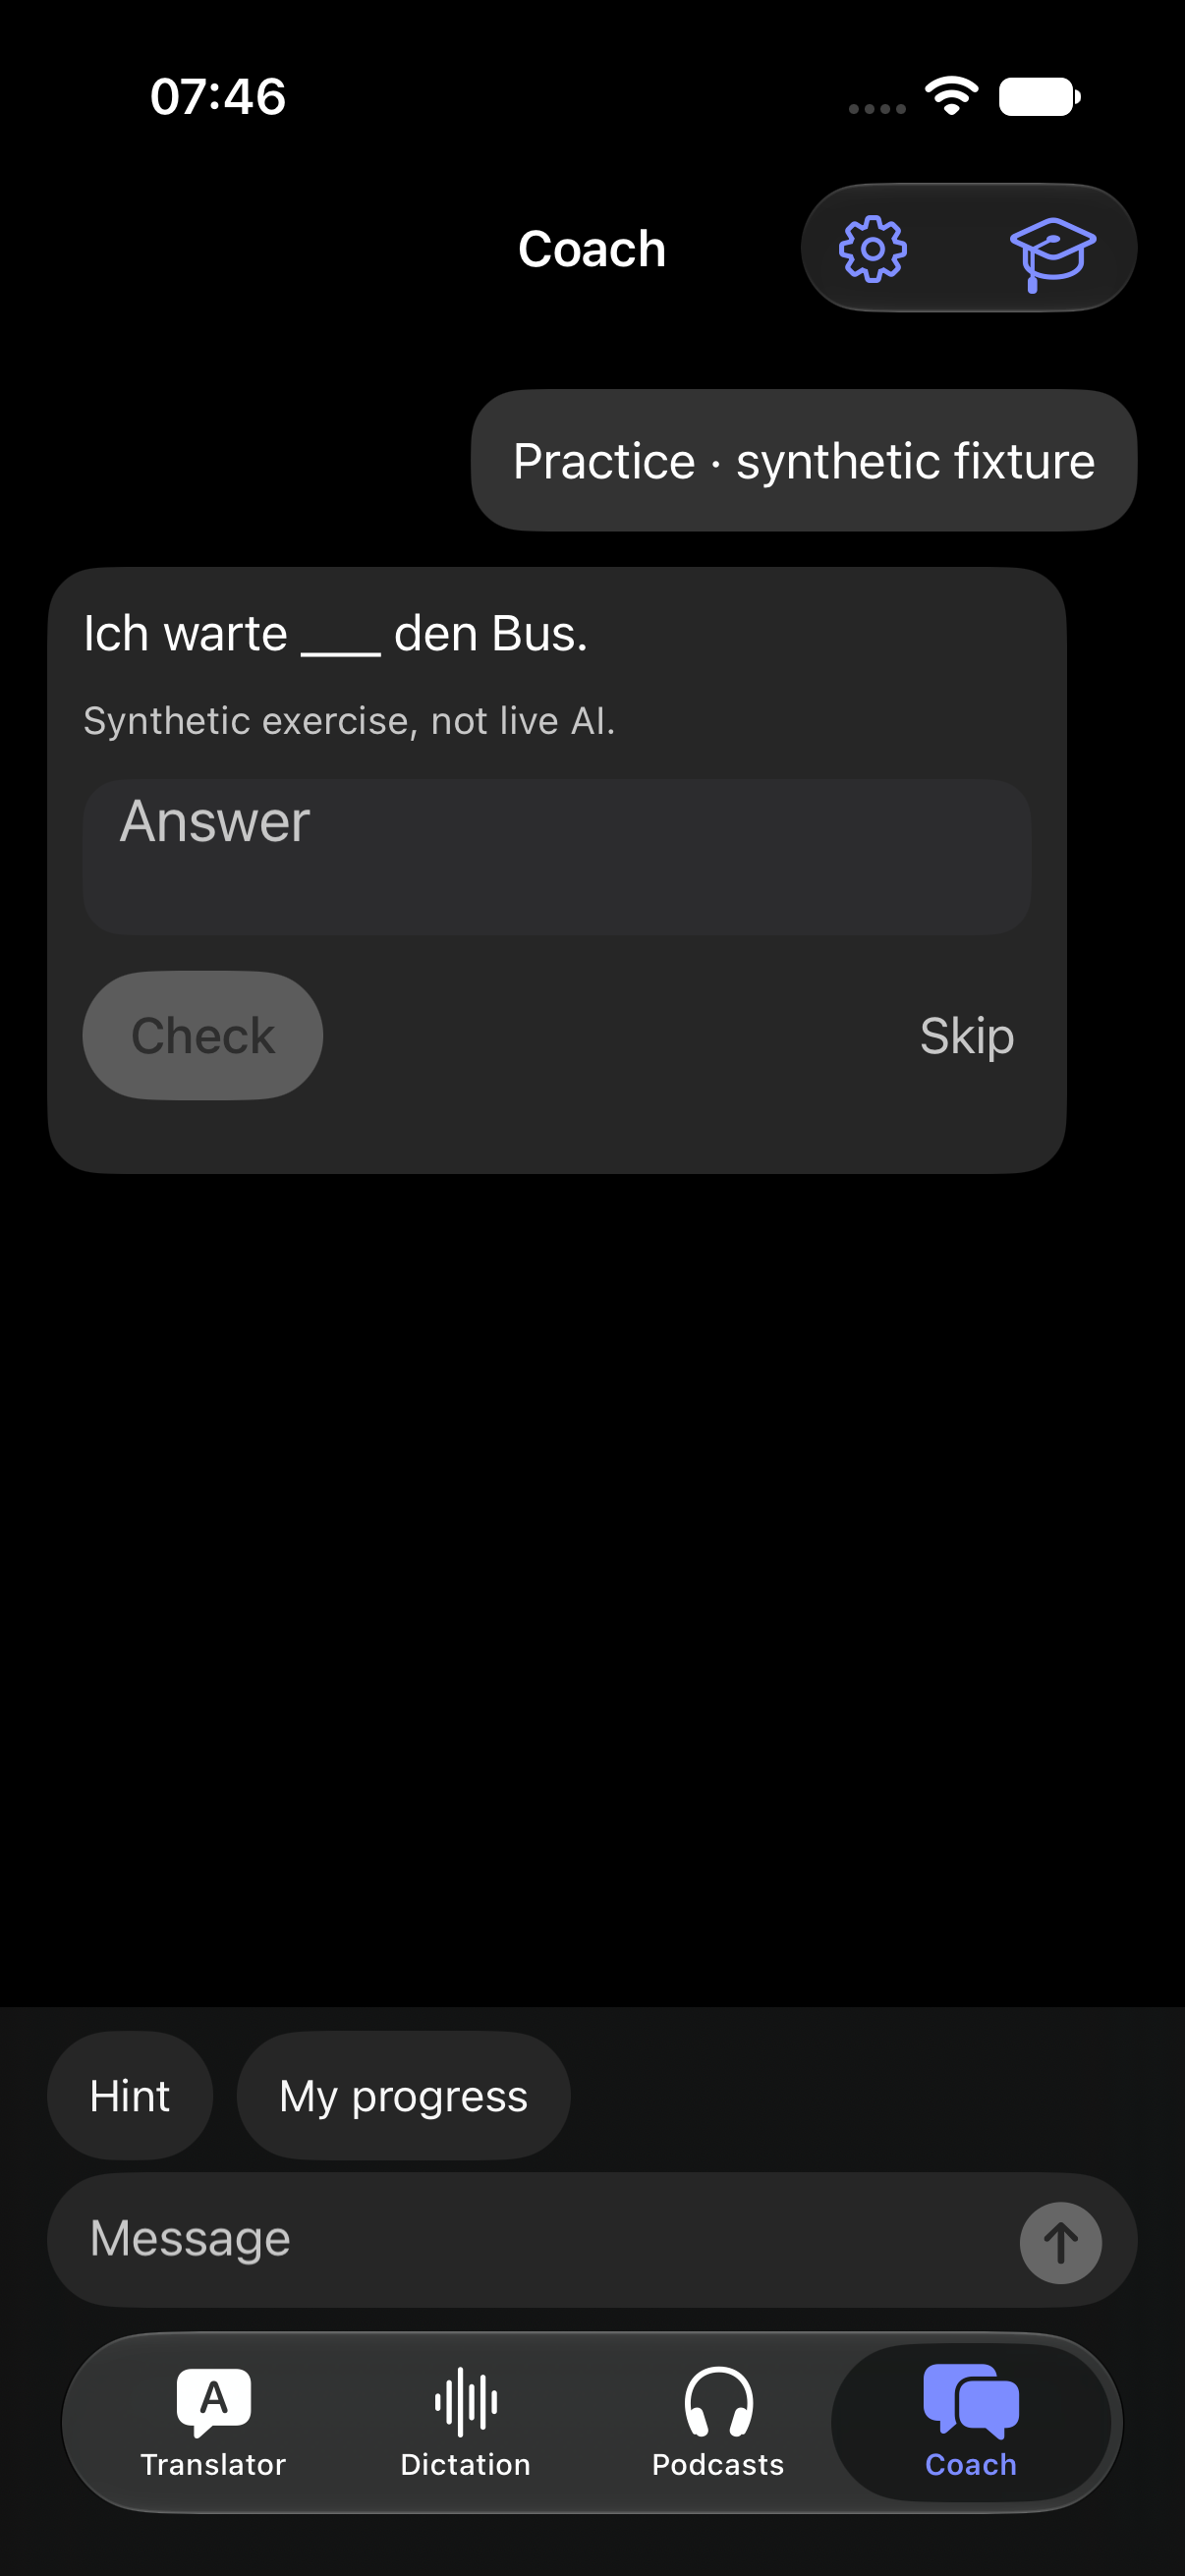 07:46
Coach
Practice · synthetic fixture
Ich warte ___ den Bus.
Synthetic exercise, not live AI.
Answer
Check
Skip
Hint
My progress
Message
A
Translator
Dictation
Podcasts
Coach